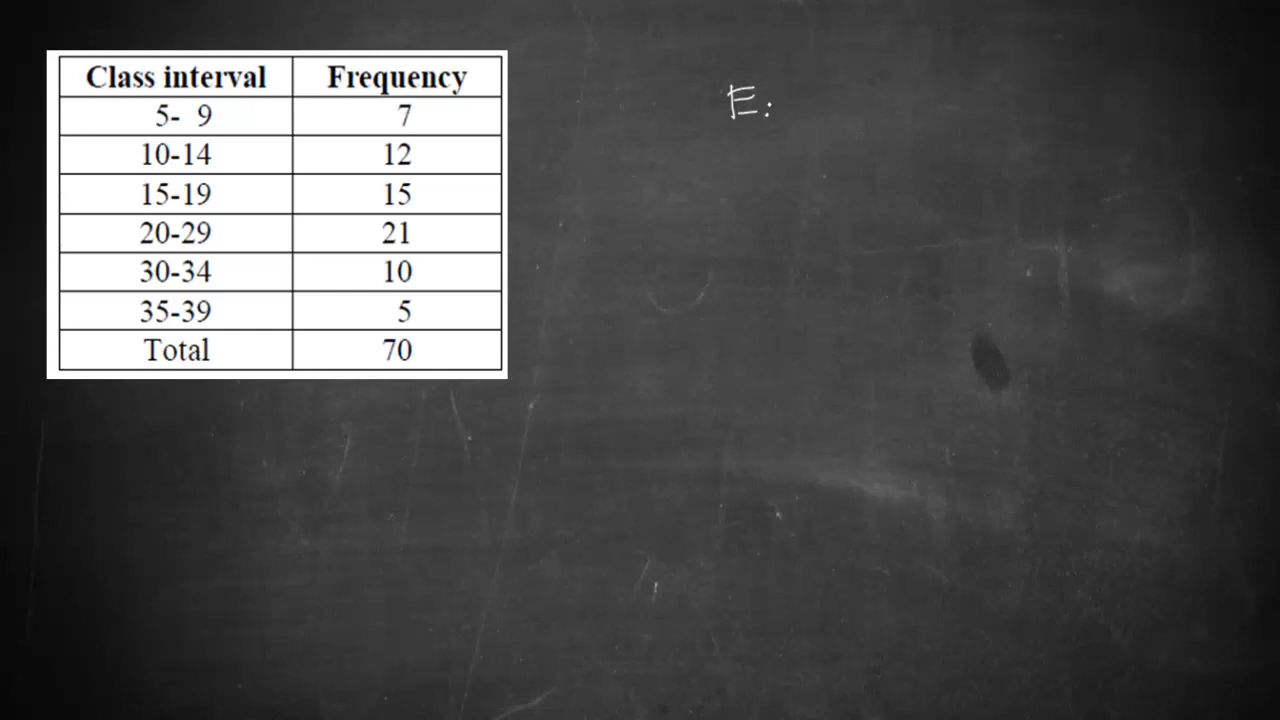 Class interval Frequency
5- 9 7
10-14 12
15-19 15
20-29 21
30-34 10
35-39 5
Total 70
E.